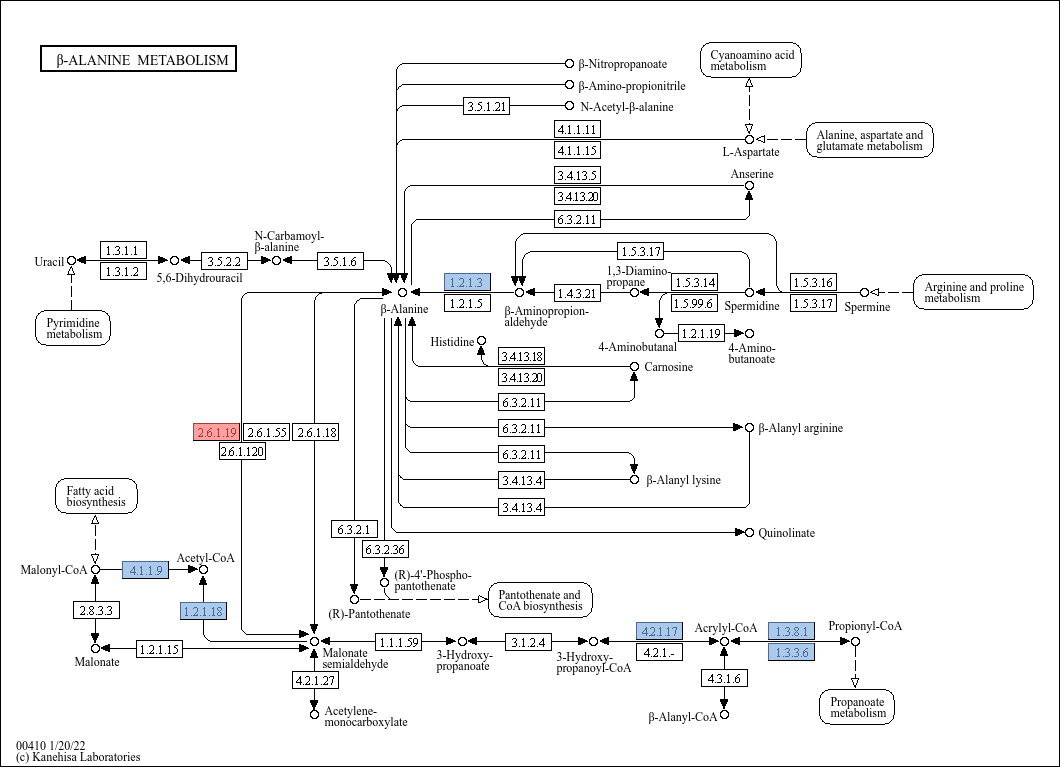 β-ALANINE METABOLISM
β-Nitropropanoate
β-Amino-propionitrile
3.5.1.21
N-Acetyl-β-alanine
Cyanoamino acid
metabolism
4.1.1.11
4.1.1.15
L-Aspartate
Alanine, aspartate and
glutamate metabolism
Anserine
3.4.13.5
3.4.13.20
6.3.2.11
Uracil
1.3.1.1
1.3.1.2
5,6-Dihydrouracil
3.5.2.2
N-Carbamoyl-
β-alanine
3.5.1.6
Pyrimidine
metabolism
β-Alanine
1.2.1.3
1.2.1.5
β-Aminopropion-
aldehyde
1.4.3.21
1,3-Diamino-
propane
1.5.3.17
1.5.3.14
1.5.99.6
Spermidine
1.5.3.16
1.5.3.17
Spermine
Arginine and proline
metabolism
4-Aminobutanal
1.2.1.19
4-Amino-
butanoate
Histidine
3.4.13.18
3.4.13.20
Carnosine
6.3.2.11
6.3.2.11
β-Alanyl arginine
6.3.2.11
3.4.13.4
β-Alanyl lysine
3.4.13.4
2.6.1.19
2.6.1.55
2.6.1.18
2.6.1.120
Quinolinate
6.3.2.1
6.3.2.36
(R)-4'-Phospho-
pantothenate
(R)-Pantothenate
Pantothenate and
CoA biosynthesis
Fatty acid
biosynthesis
Malonyl-CoA
4.1.1.9
Acetyl-CoA
2.8.3.3
1.2.1.18
Malonate
1.2.1.15
Malonate
semialdehyde
1.1.1.59
3-Hydroxy-
propanoate
3.1.2.4
3-Hydroxy-
propanoyl-CoA
4.2.1.17
4.2.1.-
Acrylyl-CoA
1.3.8.1
1.3.3.6
Propionyl-CoA
4.2.1.27
Acetylene-
monocarboxylate
4.3.1.6
β-Alanyl-CoA
Propanoate
metabolism
00410 1/20/22
(c) Kanehisa Laboratories